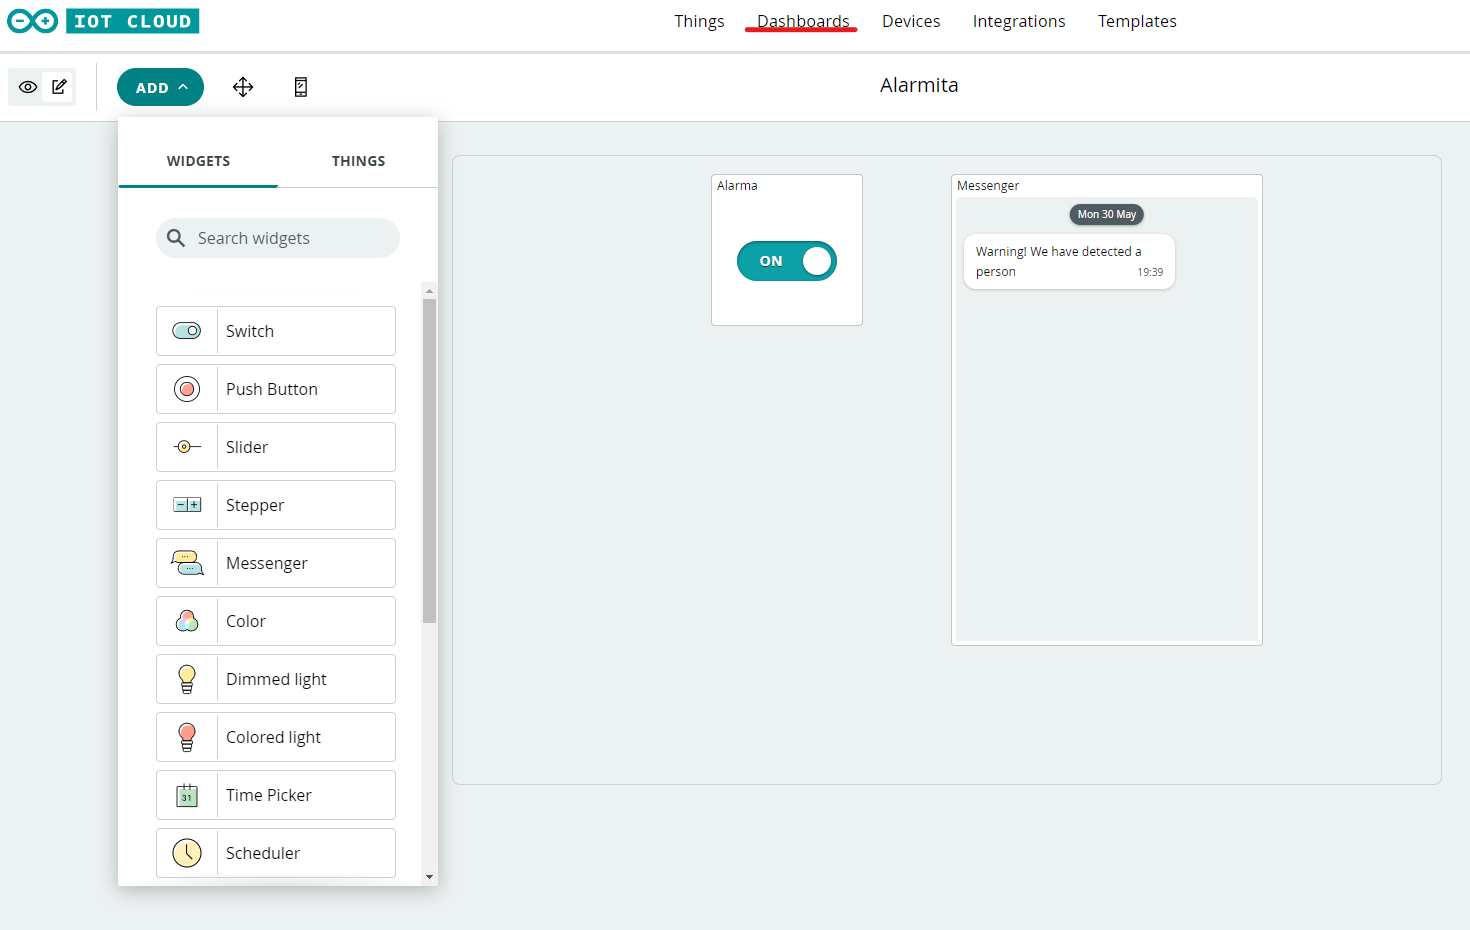 IOT CLOUD
Things Dashboards Devices Integrations Templates
ADD
Alarmita
WIDGETS THINGS
Search widgets
Switch
Push Button
Slider
Stepper
Messenger
Color
Dimmed light
Colored light
31
Time Picker
Scheduler
Alarma
ON
Messenger
Mon 30 May
Warning! We have detected a
person 19:39